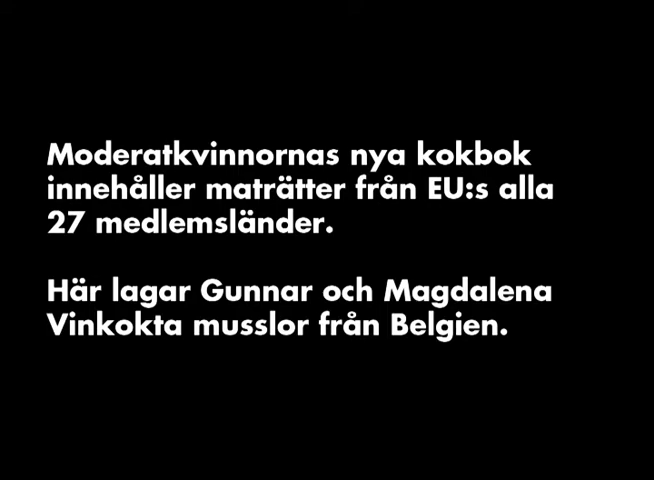 Moderatkvinnornas nya kokbok
innehåller maträtter från EU:s alla
27 medlemsländer.
Här lagar Gunnar och Magdalena
Vinkokta musslor från Belgien.